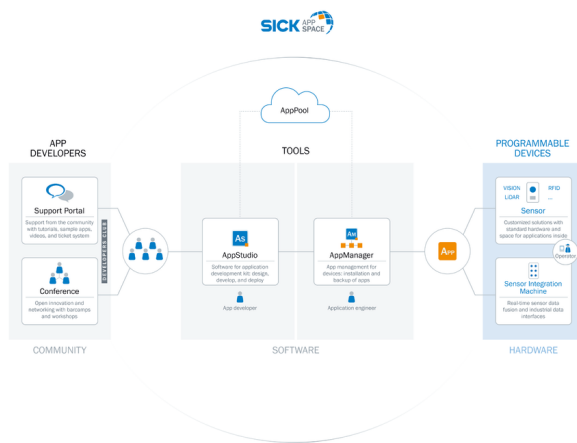 SICK APP SPACE
AppPool
APP
DEVELOPERS
TOOLS
PROGRAMMABLE
DEVICES
Support Portal
Support from the community
with tutorials, sample apps,
videos, and ticket system
DEVELOPERS CLUB
Conference
Open innovation and
networking with barcamps
and workshops
COMMUNITY
As
AppStudio
Software for application
development kit: design,
develop, and deploy
App developer
AM
AppManager
App management for
devices: installation and
backup of apps
Application engineer
SOFTWARE
APP
VISION
RFID
LiDAR
...
Sensor
Customized solutions with
standard hardware and
space for applications inside
Operator
Sensor Integration
Machine
Real-time sensor data
fusion and industrial data
interfaces
HARDWARE